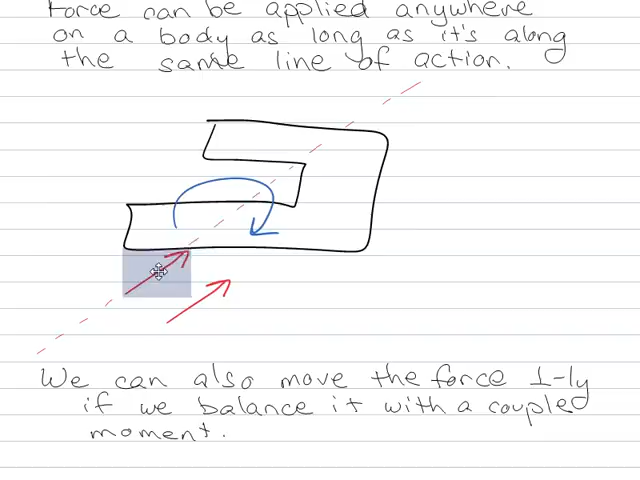 Force can be applied anywhere
on a body as long as it's along
the same line of action.
We can also move the force ⊥-ly
if we balance it with a coupled
moment.